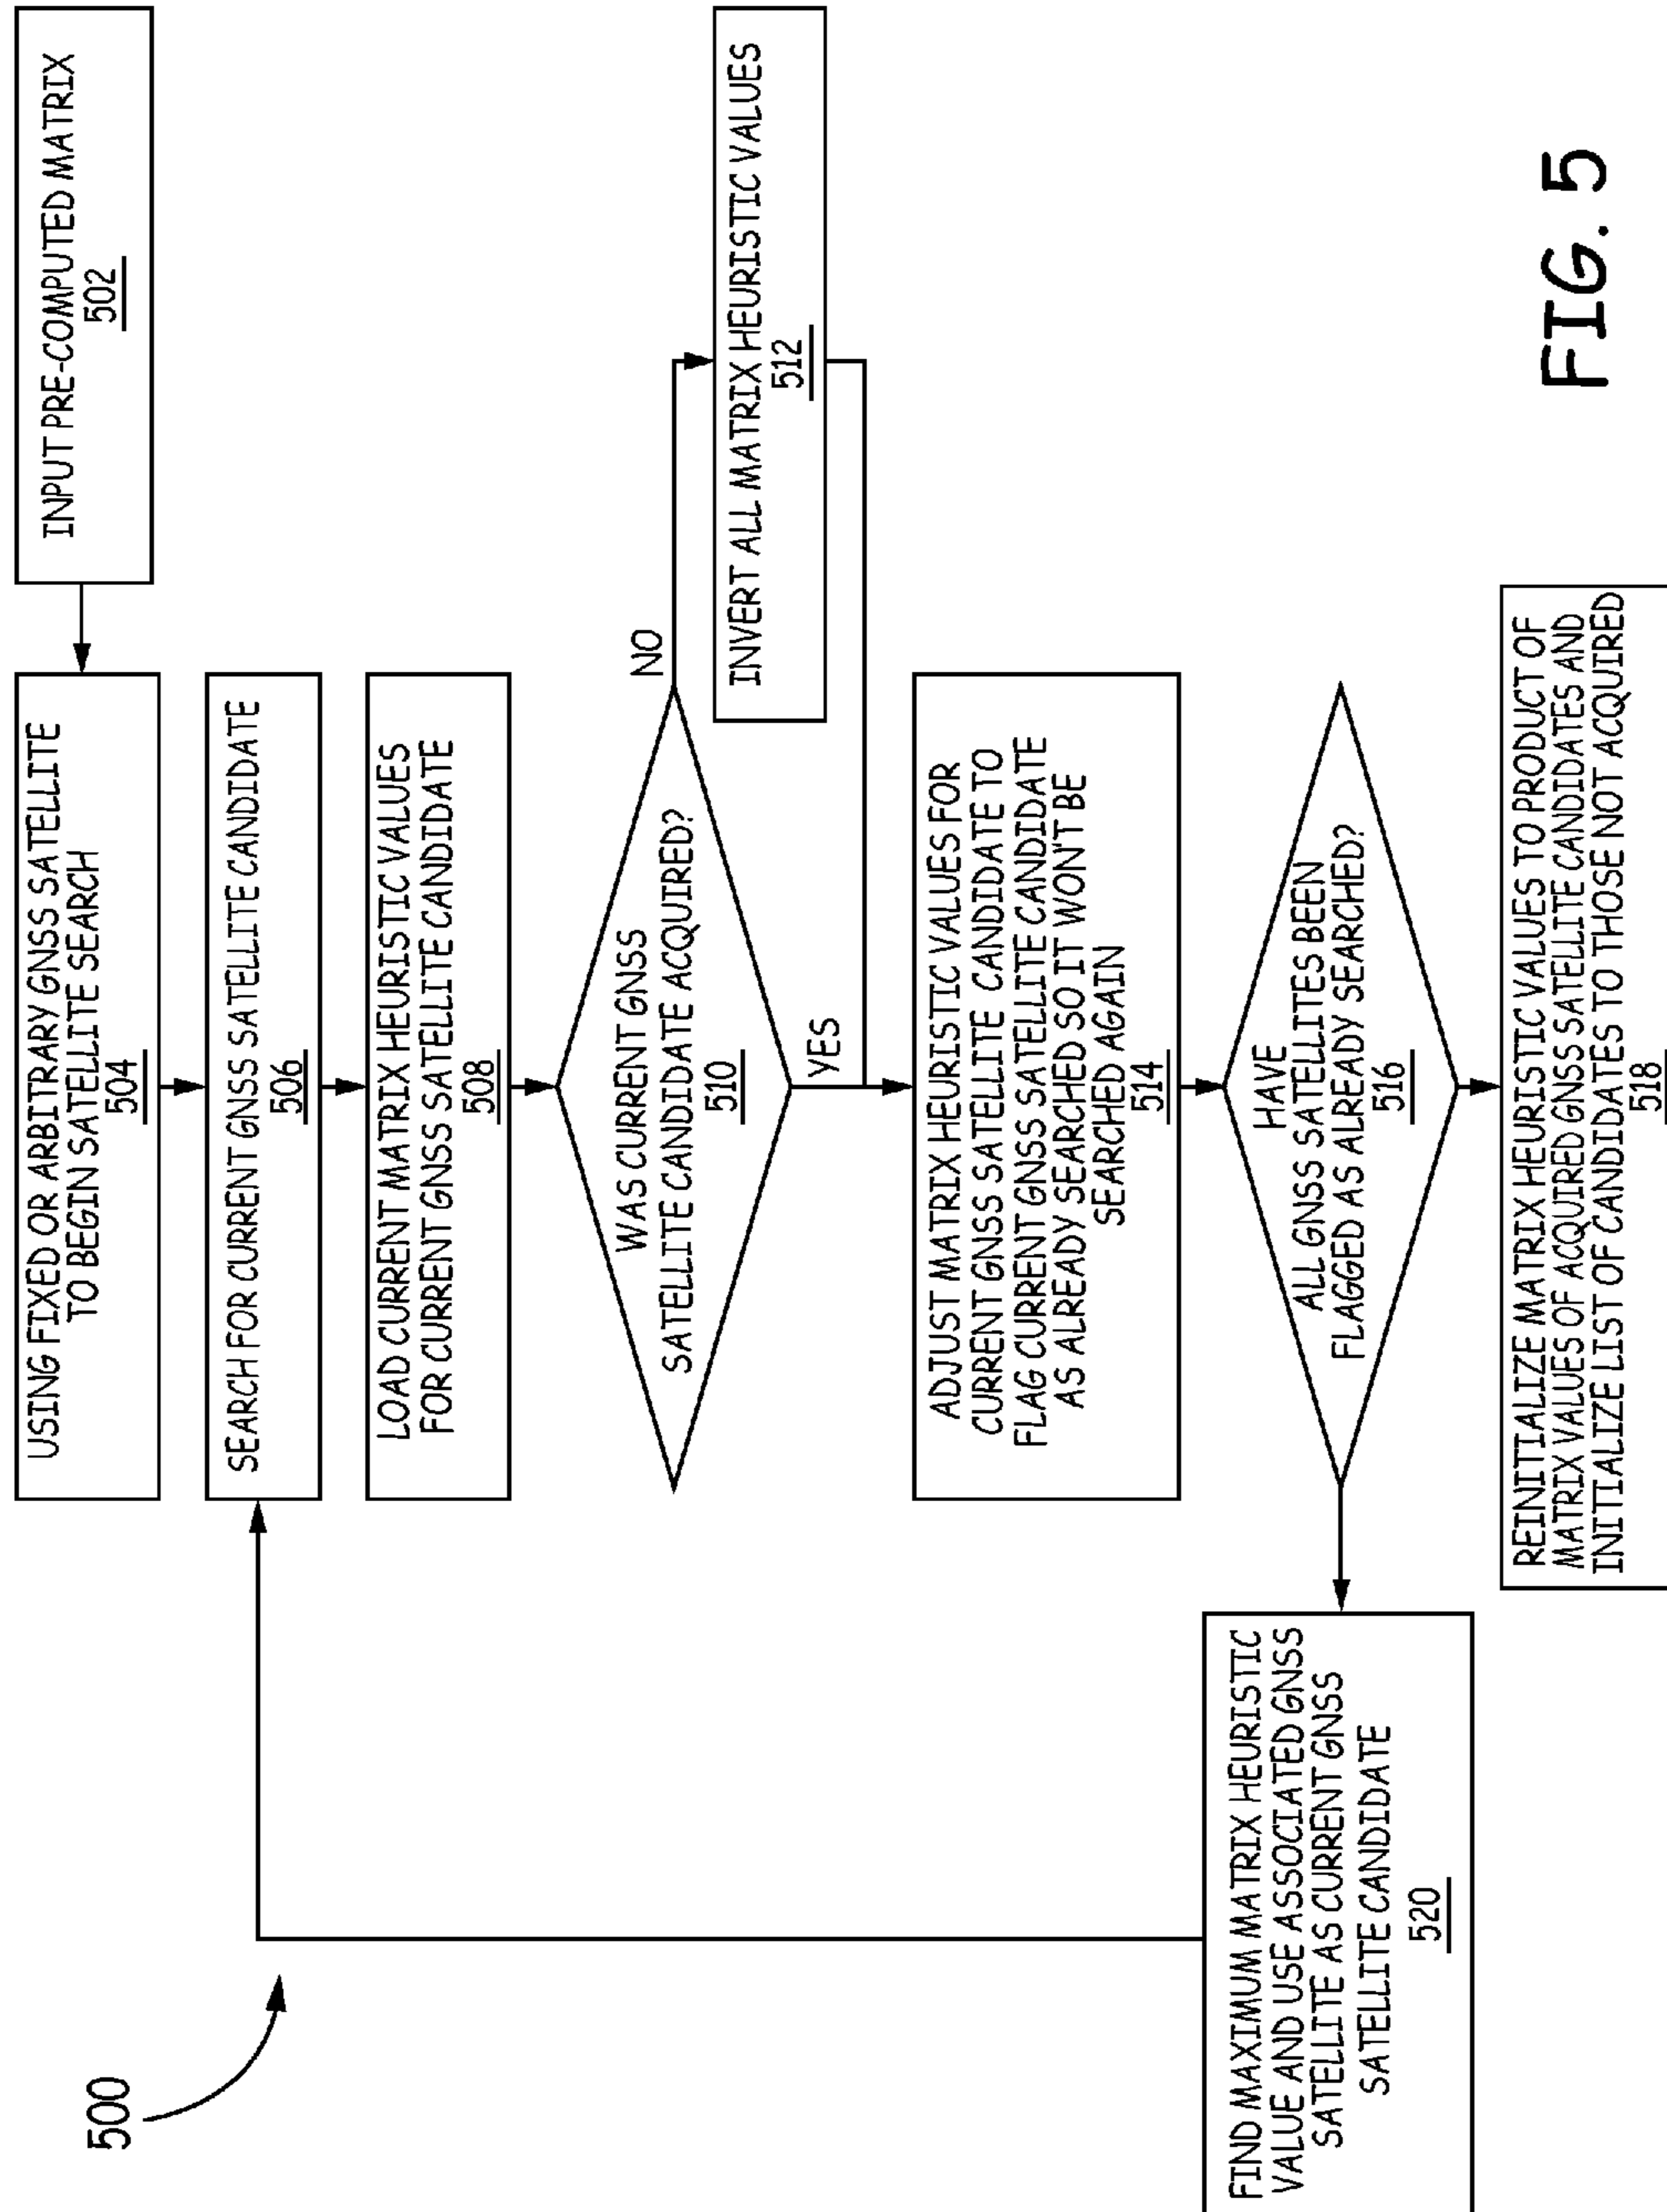 500
INPUT PRE-COMPUTED MATRIX
502
USING FIXED OR ARBITRARY GNSS SATELLITE
TO BEGIN SATELLITE SEARCH
504
SEARCH FOR CURRENT GNSS SATELLITE CANDIDATE
506
LOAD CURRENT MATRIX HEURISTIC VALUES
FOR CURRENT GNSS SATELLITE CANDIDATE
508
WAS CURRENT GNSS
SATELLITE CANDIDATE ACQUIRED?
510
NO
INVERT ALL MATRIX HEURISTIC VALUES
512
YES
ADJUST MATRIX HEURISTIC VALUES FOR
CURRENT GNSS SATELLITE CANDIDATE TO
FLAG CURRENT GNSS SATELLITE CANDIDATE
AS ALREADY SEARCHED SO IT WON'T BE
SEARCHED AGAIN
514
HAVE
ALL GNSS SATELLITES BEEN
FLAGGED AS ALREADY SEARCHED?
516
FIND MAXIMUM MATRIX HEURISTIC
VALUE AND USE ASSOCIATED GNSS
SATELLITE AS CURRENT GNSS
SATELLITE CANDIDATE
520
REINITIALIZE MATRIX HEURISTIC VALUES TO PRODUCT OF
MATRIX VALUES OF ACQUIRED GNSS SATELLITE CANDIDATES AND
INITIALIZE LIST OF CANDIDATES TO THOSE NOT ACQUIRED
518
FIG. 5